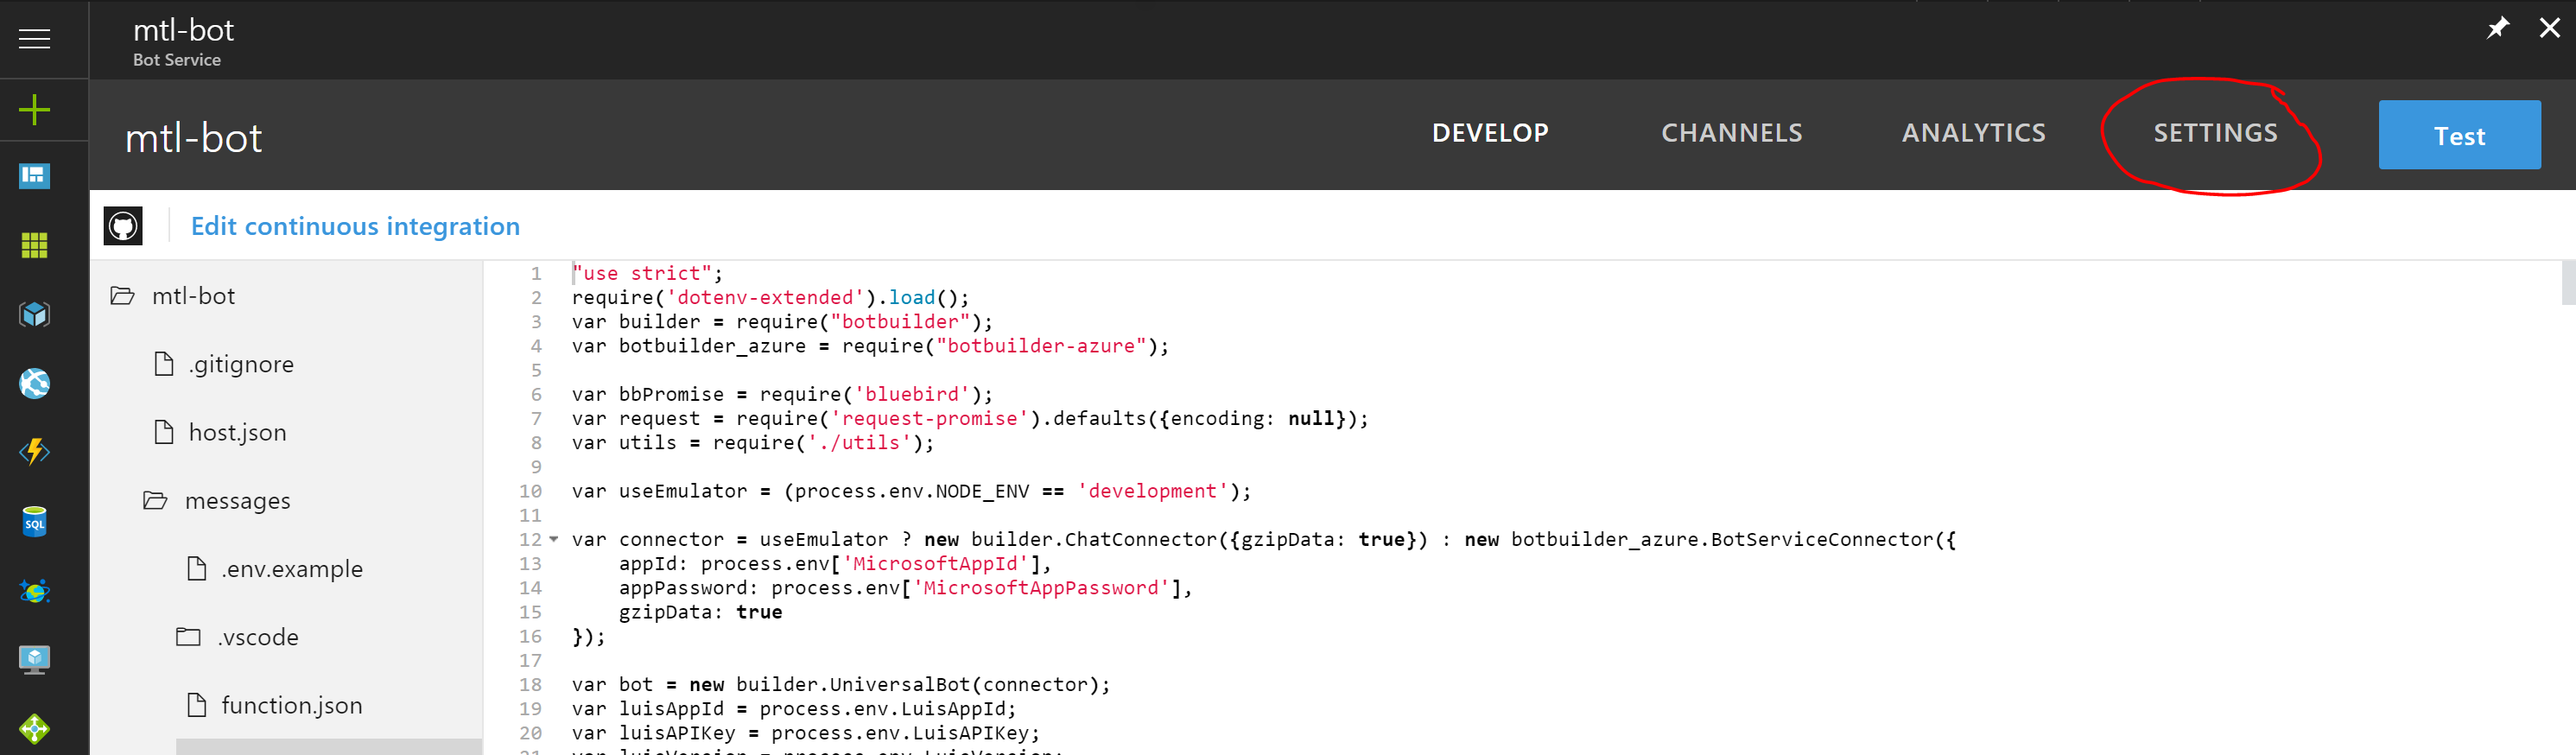 mtl-bot
Bot Service
mtl-bot
DEVELOP
CHANNELS
ANALYTICS
SETTINGS
Test
Edit continuous integration
mtl-bot
.gitignore
host.json
messages
.env.example
.vscode
function.json
SQL
1 "use strict";
2 require('dotenv-extended').load();
3 var builder = require("botbuilder");
4 var botbuilder_azure = require("botbuilder-azure");
5
6 var bbPromise = require('bluebird');
7 var request = require('request-promise').defaults({encoding: null});
8 var utils = require('./utils');
9
10 var useEmulator = (process.env.NODE_ENV == 'development');
11
12 var connector = useEmulator ? new builder.ChatConnector({gzipData: true}) : new botbuilder_azure.BotServiceConnector({
13     appId: process.env['MicrosoftAppId'],
14     appPassword: process.env['MicrosoftAppPassword'],
15     gzipData: true
16 });
17
18 var bot = new builder.UniversalBot(connector);
19 var luisAppId = process.env.LuisAppId;
20 var luisAPIKey = process.env.LuisAPIKey;